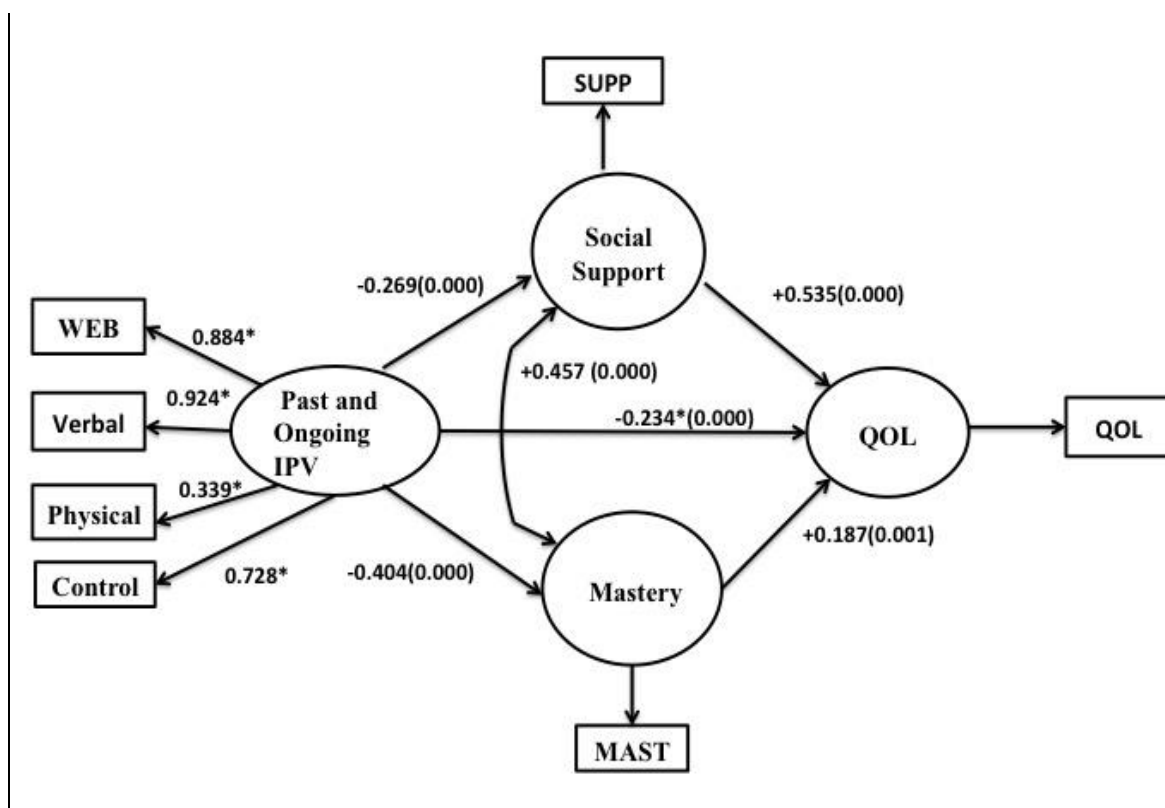 SUPP
Social
Support
-0.269(0.000)
+0.535(0.000)
WEB
0.884*
+0.457 (0.000)
Verbal
0.924*
Past and
Ongoing
IPV
-0.234*(0.000)
QOL
QOL
Physical
0.339*
+0.187(0.001)
Control
0.728*
-0.404(0.000)
Mastery
MAST